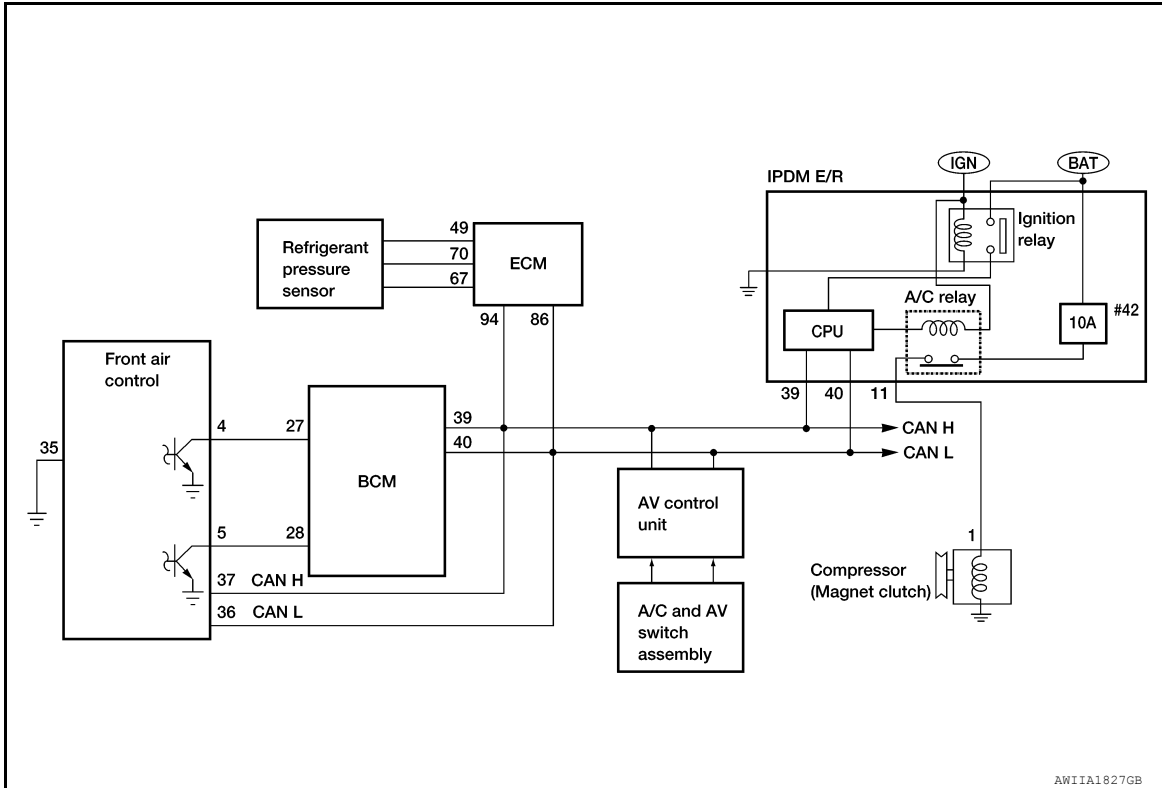 IGN
BAT
IPDM E/R
Ignition
relay
A/C relay
CPU
10A
#42
39
40
11
Refrigerant
pressure
sensor
49
70
67
ECM
94
86
Front air
control
35
4
27
5
28
37 CAN H
36 CAN L
BCM
39
40
CAN H
CAN L
AV control
unit
A/C and AV
switch
assembly
1
Compressor
(Magnet clutch)
AWIIA1827GB